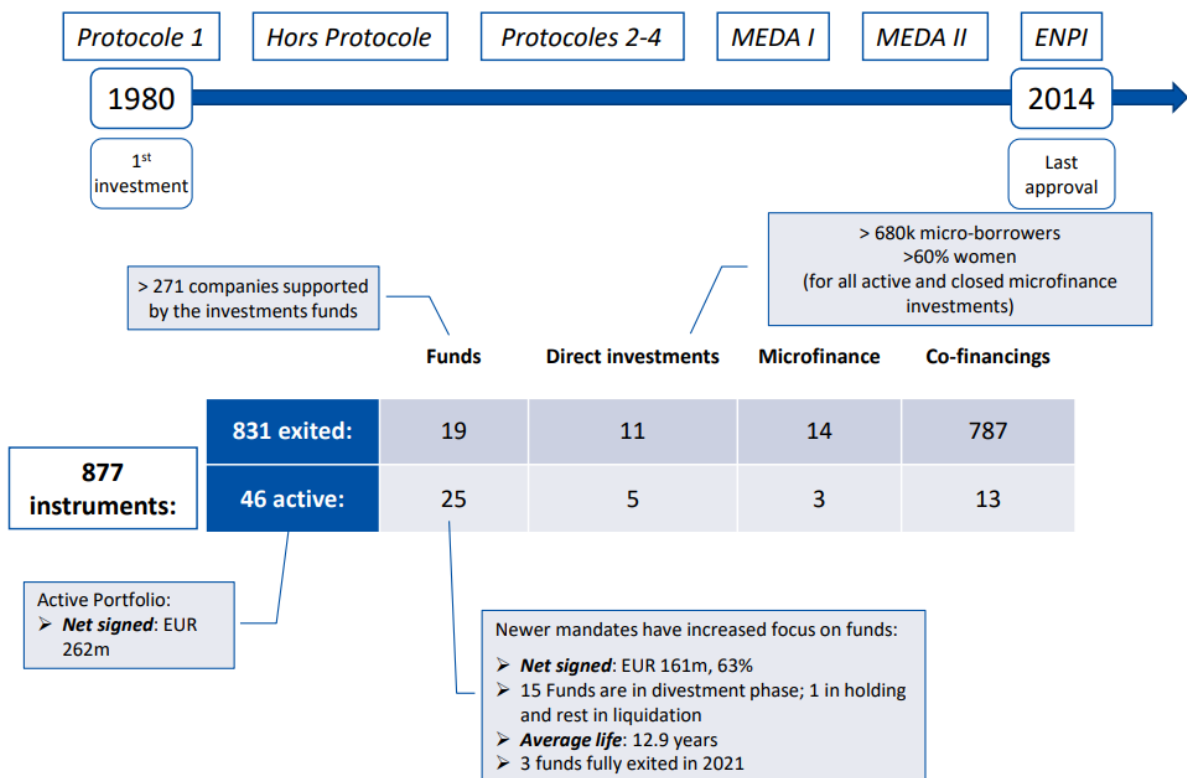 Protocole 1
Hors Protocole
Protocoles 2-4
MEDA I
MEDA II
ENPI
1980
2014
1st
investment
Last
approval
> 680k micro-borrowers
>60% women
(for all active and closed microfinance
investments)
> 271 companies supported
by the investments funds
Funds
Direct investments
Microfinance
Co-financings
877
instruments:
831 exited:
19
11
14
787
46 active:
25
5
3
13
Active Portfolio:
➢ Net signed: EUR
262m
Newer mandates have increased focus on funds:
➢ Net signed: EUR 161m, 63%
➢ 15 Funds are in divestment phase; 1 in holding
and rest in liquidation
➢ Average life: 12.9 years
➢ 3 funds fully exited in 2021